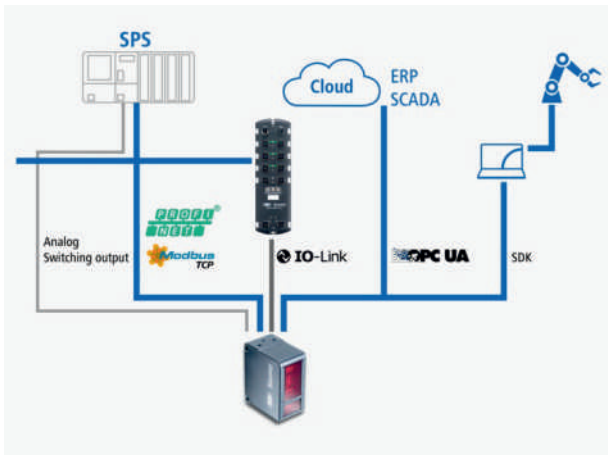 SPS
Cloud
ERP
SCADA
PROFI
NET
Modbus
TCP
Analog
Switching output
IO-Link
OPC UA
SDK